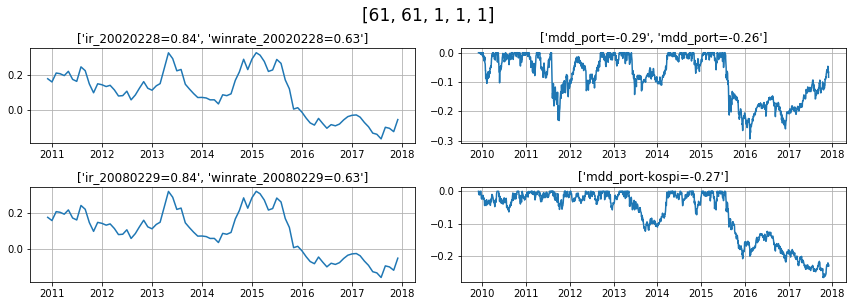 [61, 61, 1, 1, 1]
['ir_20020228=0.84', 'winrate_20020228=0.63']
0.2
0.0
2011 2012 2013 2014 2015 2016 2017 2018
['mdd_port=-0.29', 'mdd_port=-0.26']
0.0
−0.1
−0.2
−0.3
2010 2011 2012 2013 2014 2015 2016 2017 2018
['ir_20080229=0.84', 'winrate_20080229=0.63']
0.2
0.0
2011 2012 2013 2014 2015 2016 2017 2018
['mdd_port-kospi=-0.27']
0.0
−0.1
−0.2
2010 2011 2012 2013 2014 2015 2016 2017 2018